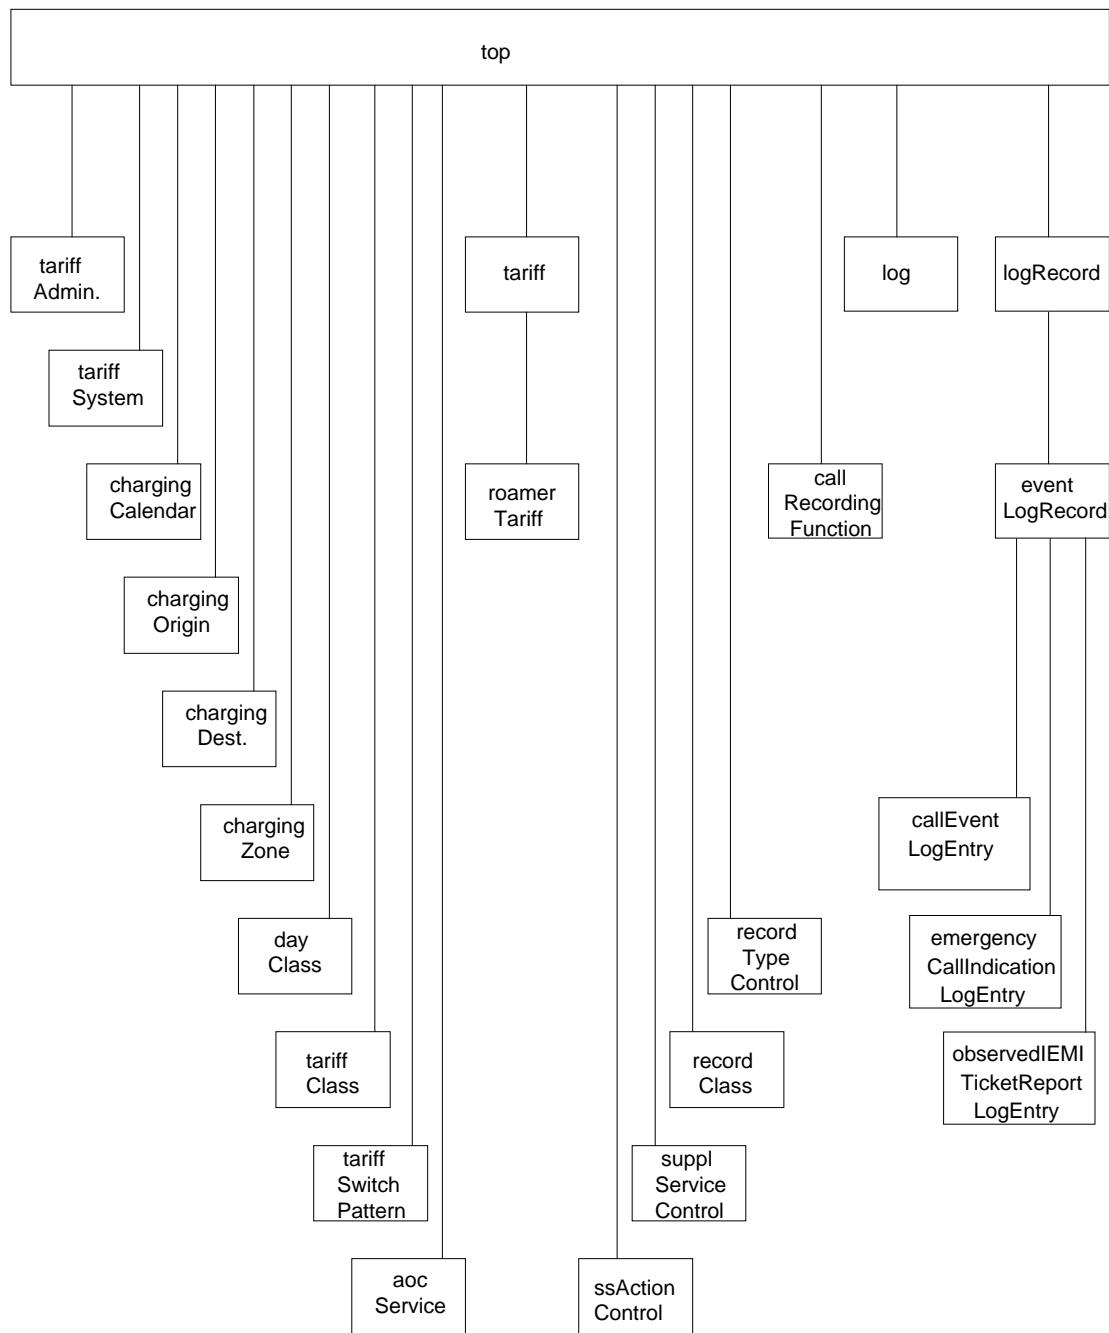 top
tariff
Admin.
tariff
log
logRecord
tariff
System
charging
Calendar
roamer
Tariff
call
Recording
Function
event
LogRecord
charging
Origin
charging
Dest.
charging
Zone
callEvent
LogEntry
day
Class
record
Type
Control
emergency
CallIndication
LogEntry
tariff
Class
record
Class
observedIEMI
TicketReport
LogEntry
tariff
Switch
Pattern
suppl
Service
Control
aoc
Service
ssAction
Control